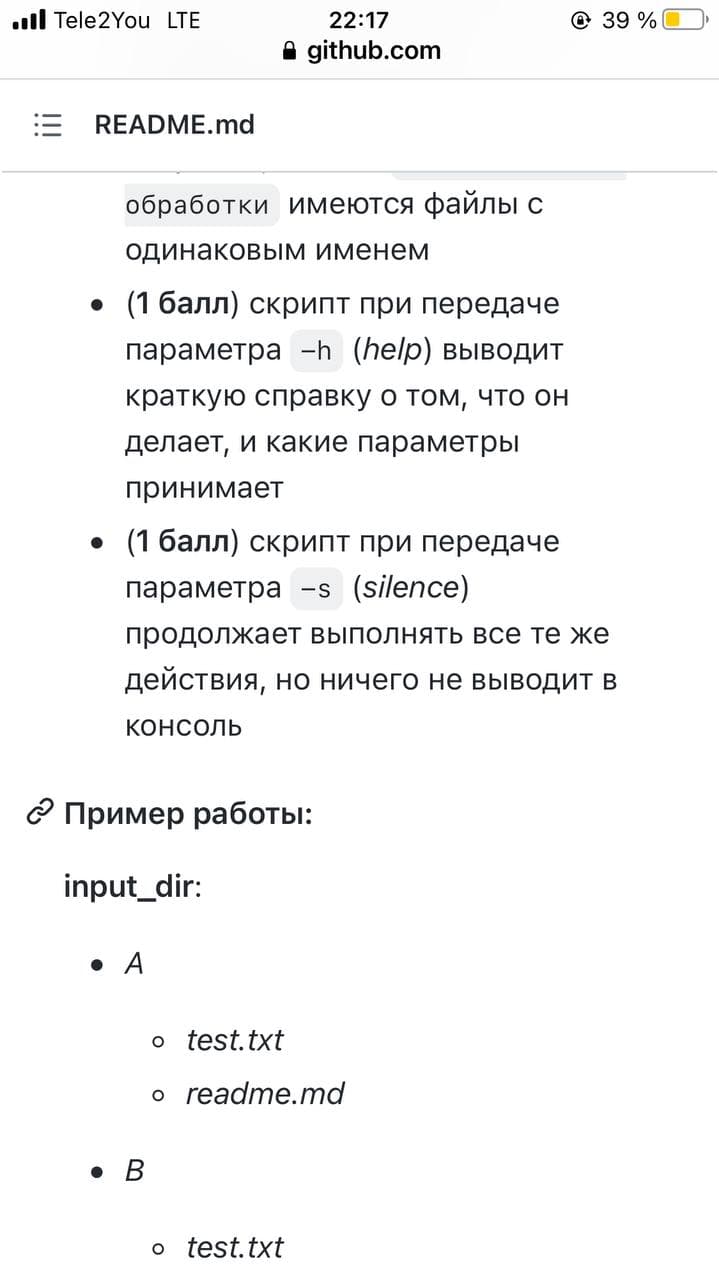 Tele2You LTE 22:17 39 %
github.com
README.md
обработки имеются файлы с
одинаковым именем
(1 балл) скрипт при передаче
параметра -h (help) выводит
краткую справку о том, что он
делает, и какие параметры
принимает
(1 балл) скрипт при передаче
параметра -s (silence)
продолжает выполнять все те же
действия, но ничего не выводит в
консоль
Пример работы:
input_dir:
A
test.txt
readme.md
B
test.txt